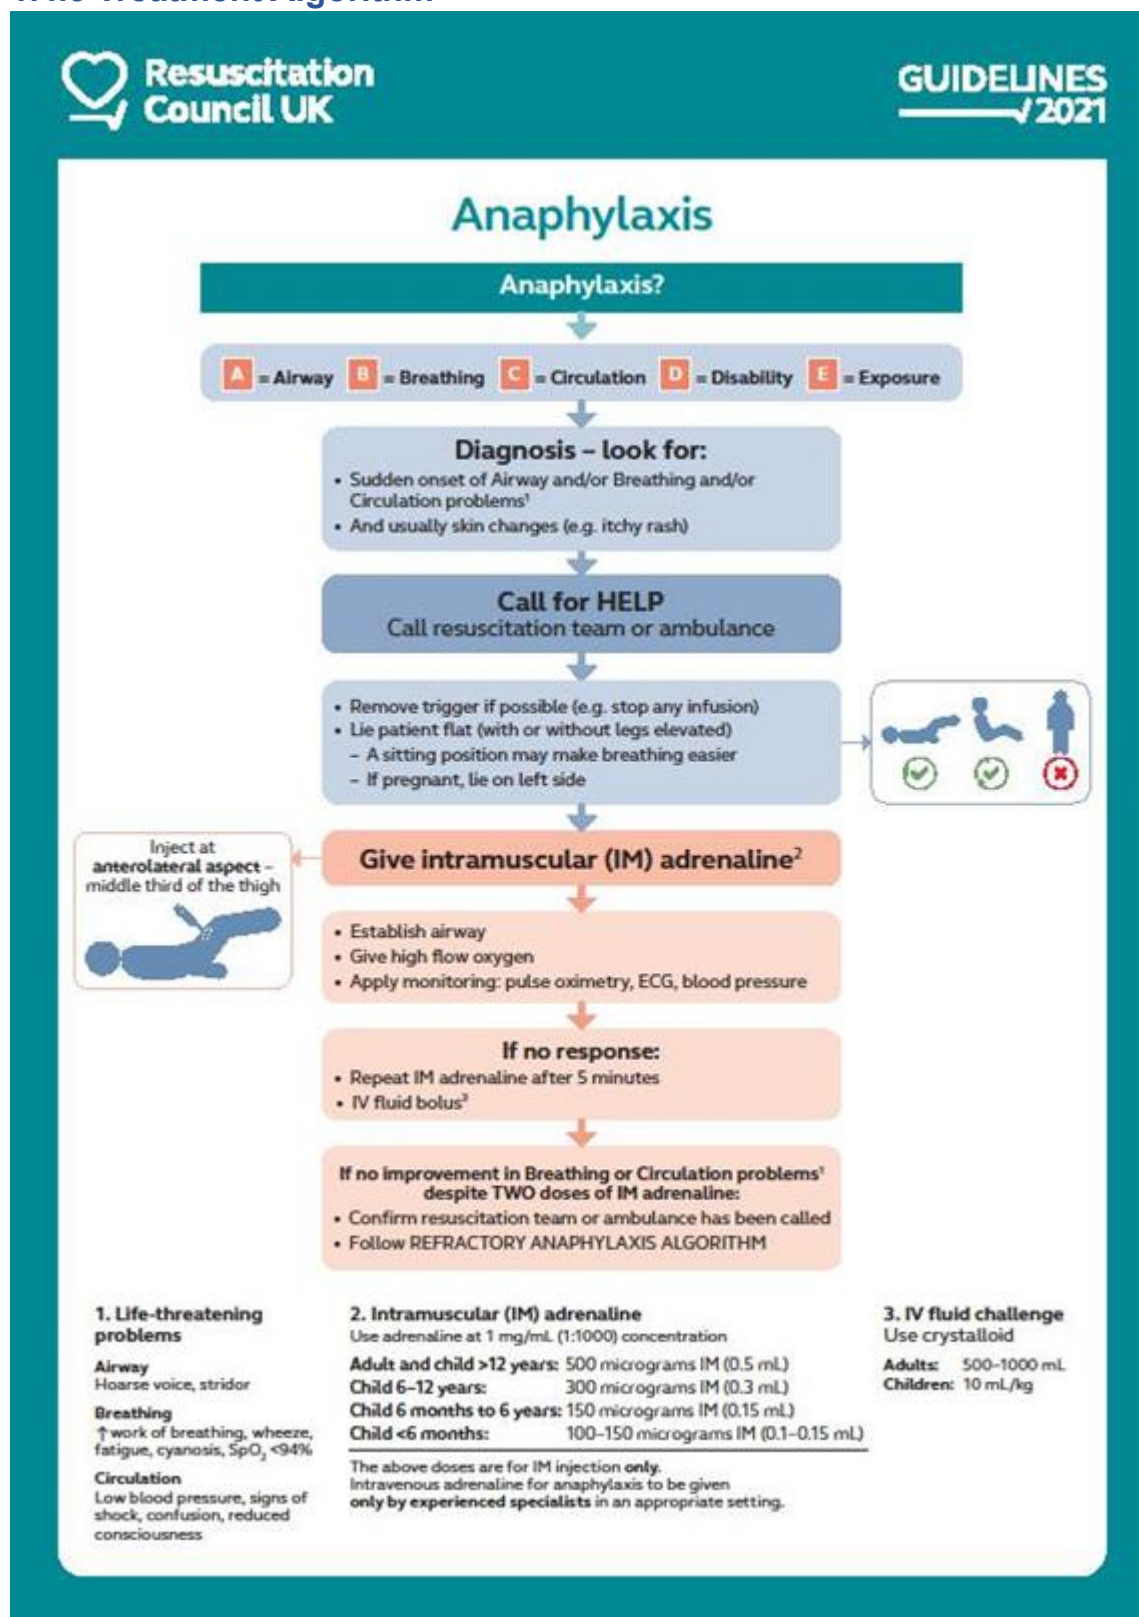 Resuscitation
Council UK
GUIDELINES
2021
Anaphylaxis
Anaphylaxis?
A = Airway B = Breathing C = Circulation D = Disability E = Exposure
Diagnosis – look for:
• Sudden onset of Airway and/or Breathing and/or
Circulation problems¹
• And usually skin changes (e.g. itchy rash)
Call for HELP
Call resuscitation team or ambulance
• Remove trigger if possible (e.g. stop any infusion)
• Lie patient flat (with or without legs elevated)
– A sitting position may make breathing easier
– If pregnant, lie on left side
Inject at
anterolateral aspect –
middle third of the thigh
Give intramuscular (IM) adrenaline²
• Establish airway
• Give high flow oxygen
• Apply monitoring: pulse oximetry, ECG, blood pressure
If no response:
• Repeat IM adrenaline after 5 minutes
• IV fluid bolus³
If no improvement in Breathing or Circulation problems¹
despite TWO doses of IM adrenaline:
• Confirm resuscitation team or ambulance has been called
• Follow REFRACTORY ANAPHYLAXIS ALGORITHM
1. Life-threatening
problems
Airway
Hoarse voice, stridor
Breathing
↑work of breathing, wheeze,
fatigue, cyanosis, SpO₂ <94%
Circulation
Low blood pressure, signs of
shock, confusion, reduced
consciousness
2. Intramuscular (IM) adrenaline
Use adrenaline at 1 mg/mL (1:1000) concentration
Adult and child >12 years: 500 micrograms IM (0.5 mL)
Child 6–12 years: 300 micrograms IM (0.3 mL)
Child 6 months to 6 years: 150 micrograms IM (0.15 mL)
Child <6 months: 100–150 micrograms IM (0.1–0.15 mL)
The above doses are for IM injection only.
Intravenous adrenaline for anaphylaxis to be given
only by experienced specialists in an appropriate setting.
3. IV fluid challenge
Use crystalloid
Adults: 500–1000 mL
Children: 10 mL/kg